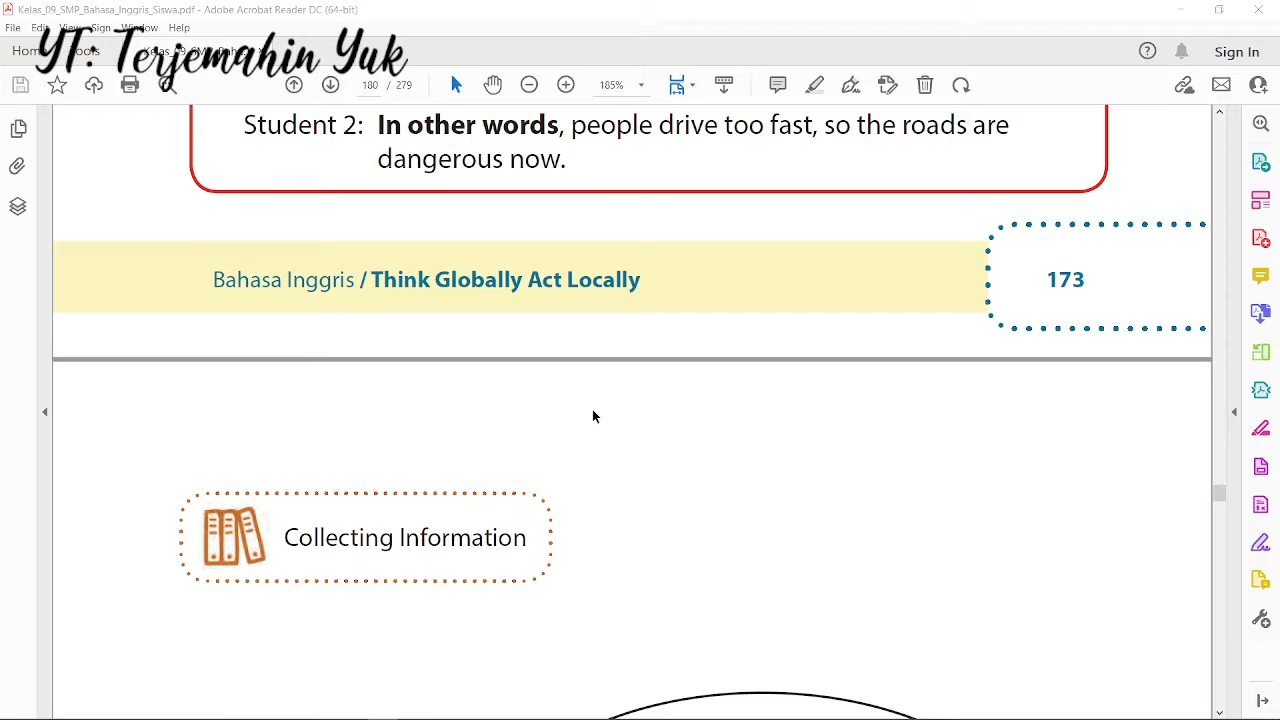 Kelas_09_SMP_Bahasa_Inggris_Siswa.pdf - Adobe Acrobat Reader DC (64-bit)
File Edit View Sign Window Help
YT: Terjemahin Yuk
Home Tools
Sign In
180 / 279
185%
Student 2: In other words, people drive too fast, so the roads are
dangerous now.
Bahasa Inggris / Think Globally Act Locally
173
Collecting Information